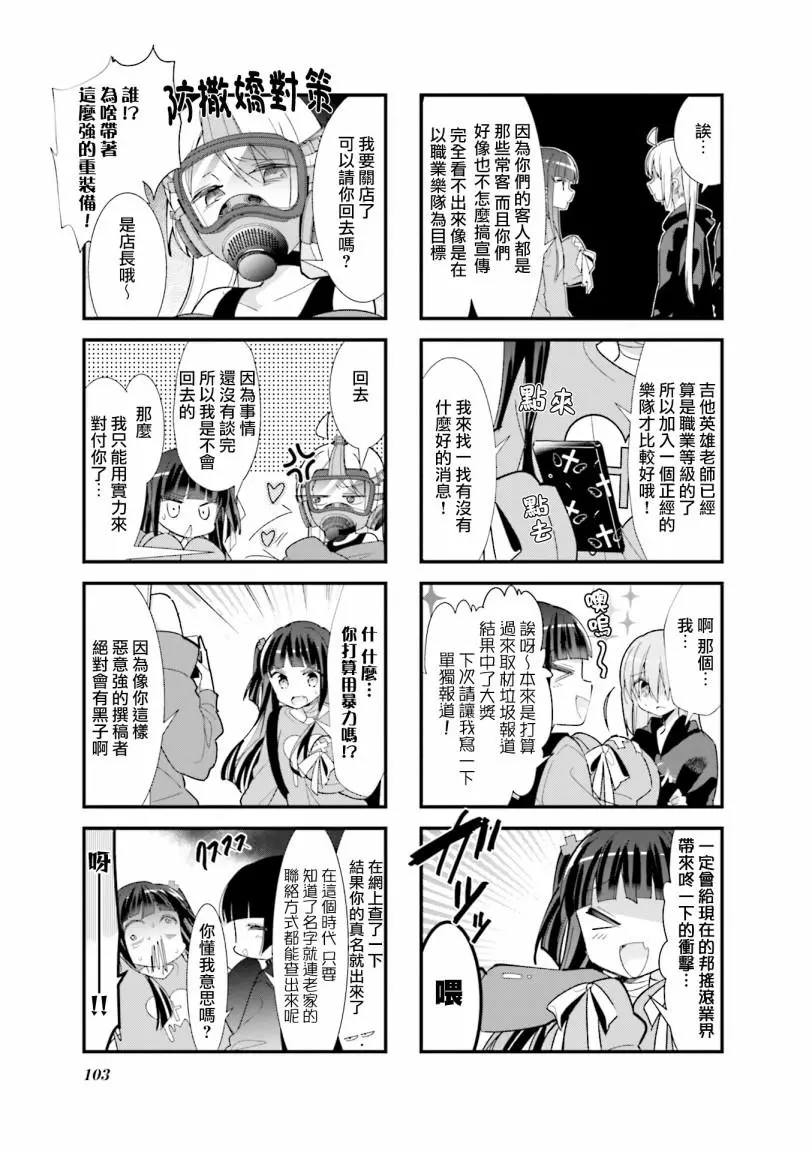 誒…
因為你們的客人都是
那些常客 而且你們
好像也不怎麼搞宣傳
完全看不出來像是在
以職業樂隊為目標
吉他英雄老師已經
算是職業等級的了
所以加入一個正經的
樂隊才比較好哦！
點來
點去
我來找一找有沒有
什麼好的消息！
啊 那個…
我…
噢嗚～
誒呀～本來是打算
過來取材垃圾報道
結果中了大獎
下次請讓我寫一下
單獨報道！
一定會給現在的邦搖滾業界
帶來咚 一下的衝擊…
喂
防撒嬌對策
我要關店了
可以請你回去嗎？
誰!?
為啥帶著
這麼強的重裝備！
是店長哦～
回去
因為事情
還沒有談完
所以我是不會
回去的
那麼
我只能用實力來
對付你了…
什 什麼…
你打算用暴力嗎!?
因為像你這樣
惡意強的撰稿者
絕對會有黑子啊
在網上查了一下
結果你的真名就出來了
在這個時代 只要
知道了名字就連老家的
聯絡方式都能查出來呢
你懂我意思嗎？
呀
！！
103